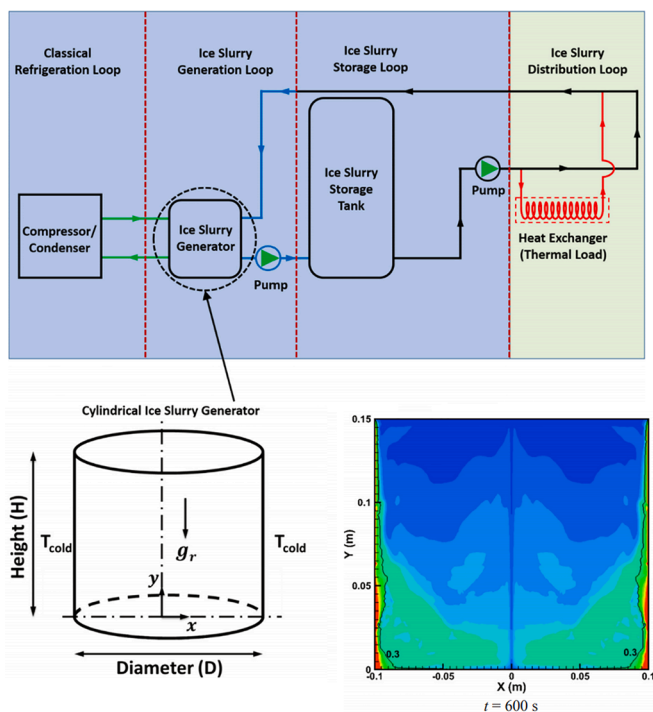 Classical
Refrigeration Loop
Ice Slurry
Generation Loop
Ice Slurry
Storage Loop
Ice Slurry
Distribution Loop
Compressor/
Condenser
Ice Slurry
Generator
Pump
Ice Slurry
Storage
Tank
Pump
Heat Exchanger
(Thermal Load)
Cylindrical Ice Slurry Generator
Height (H)
T_cold
g_r
T_cold
y
x
Diameter (D)
0.15
0.1
0.05
0
Y (m)
0.3
0.3
-0.1
-0.05
0
0.05
0.1
X (m)
t = 600 s